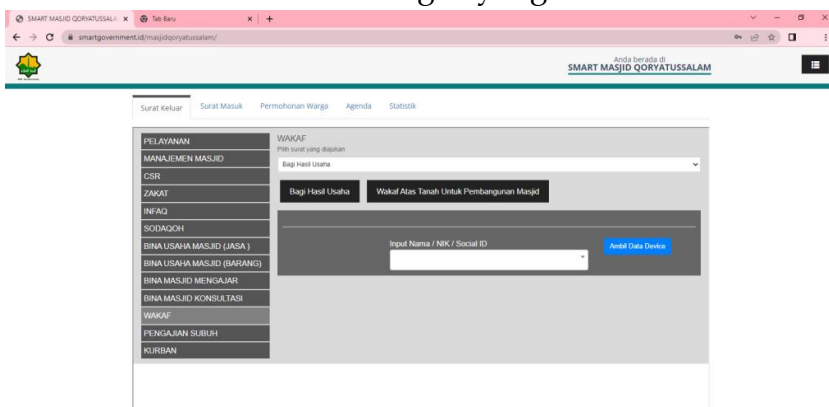 SMART MASJID QORYATUSSALA
Tab Baru
smartgovernment.id/masjidqoryatussalam/
Anda berada di
SMART MASJID QORYATUSSALAM
Surat Keluar Surat Masuk Permohonan Warga Agenda Statistik
PELAYANAN
MANAJEMEN MASJID
CSR
ZAKAT
INFAQ
SODAQOH
BINA USAHA MASJID (JASA )
BINA USAHA MASJID (BARANG)
BINA MASJID MENGAJAR
BINA MASJID KONSULTASI
WAKAF
PENGAJIAN SUBUH
KURBAN
WAKAF
Pilih surat yang diajukan
Bagi Hasil Usaha
Bagi Hasil Usaha Wakaf Atas Tanah Untuk Pembangunan Masjid
Input Nama / NIK / Social ID
Ambil Data Device